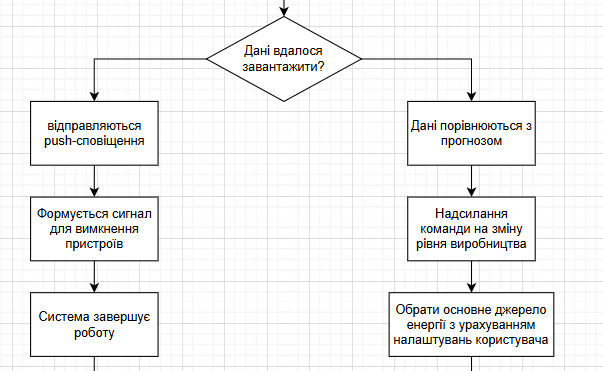 Дані вдалося
завантажити?
відправляються
push-сповіщення
Дані порівнюються з
прогнозом
Формується сигнал
для вимкнення
пристроїв
Надсилання
команди на зміну
рівня виробництва
Система завершує
роботу
Обрати основне джерело
енергії з урахуванням
налаштувань користувача